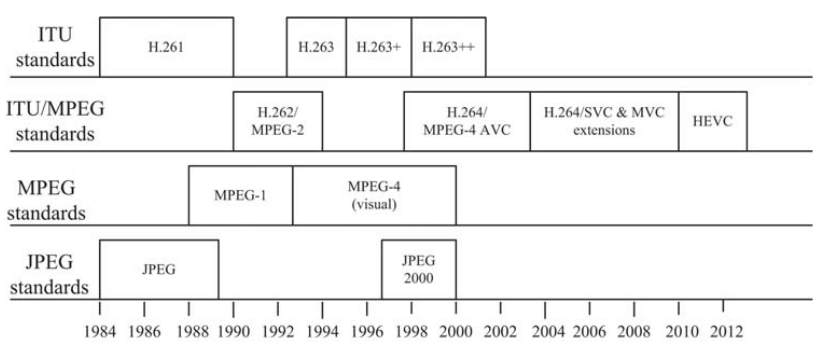 ITU
standards
H.261
H.263
H.263+
H.263++
ITU/MPEG
standards
H.262/
MPEG-2
H.264/
MPEG-4 AVC
H.264/SVC & MVC
extensions
HEVC
MPEG
standards
MPEG-1
MPEG-4
(visual)
JPEG
standards
JPEG
JPEG
2000
1984 1986 1988 1990 1992 1994 1996 1998 2000 2002 2004 2006 2008 2010 2012